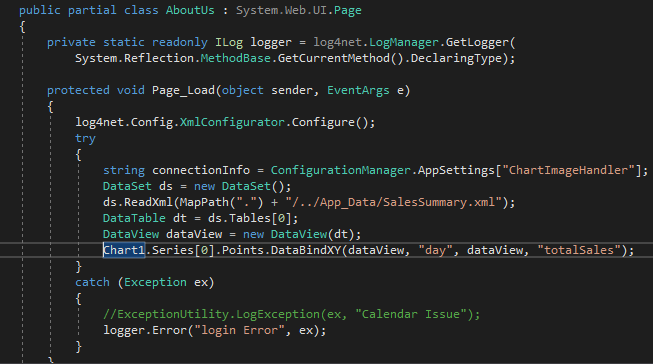 public partial class AboutUs : System.Web.UI.Page
{
private static readonly ILog logger = log4net.LogManager.GetLogger(
System.Reflection.MethodBase.GetCurrentMethod().DeclaringType);
protected void Page_Load(object sender, EventArgs e)
{
log4net.Config.XmlConfigurator.Configure();
try
{
string connectionInfo = ConfigurationManager.AppSettings["ChartImageHandler"];
DataSet ds = new DataSet();
ds.ReadXml(MapPath(".") + "/../App_Data/SalesSummary.xml");
DataTable dt = ds.Tables[0];
DataView dataView = new DataView(dt);
Chart1.Series[0].Points.DataBindXY(dataView, "day", dataView, "totalSales");
}
catch (Exception ex)
{
//ExceptionUtility.LogException(ex, "Calendar Issue");
logger.Error("login Error", ex);
}
}